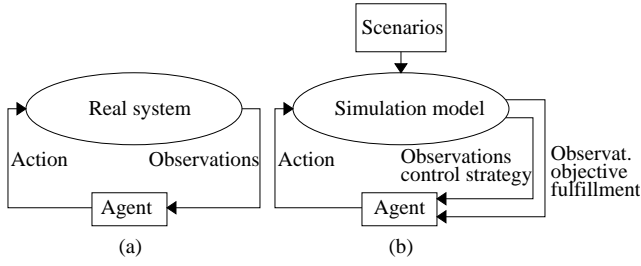 Scenarios
Real system
Simulation model
Action
Observations
Action
Observations
control strategy
Observat.
objective
fulfillment
Agent
Agent
(a)
(b)